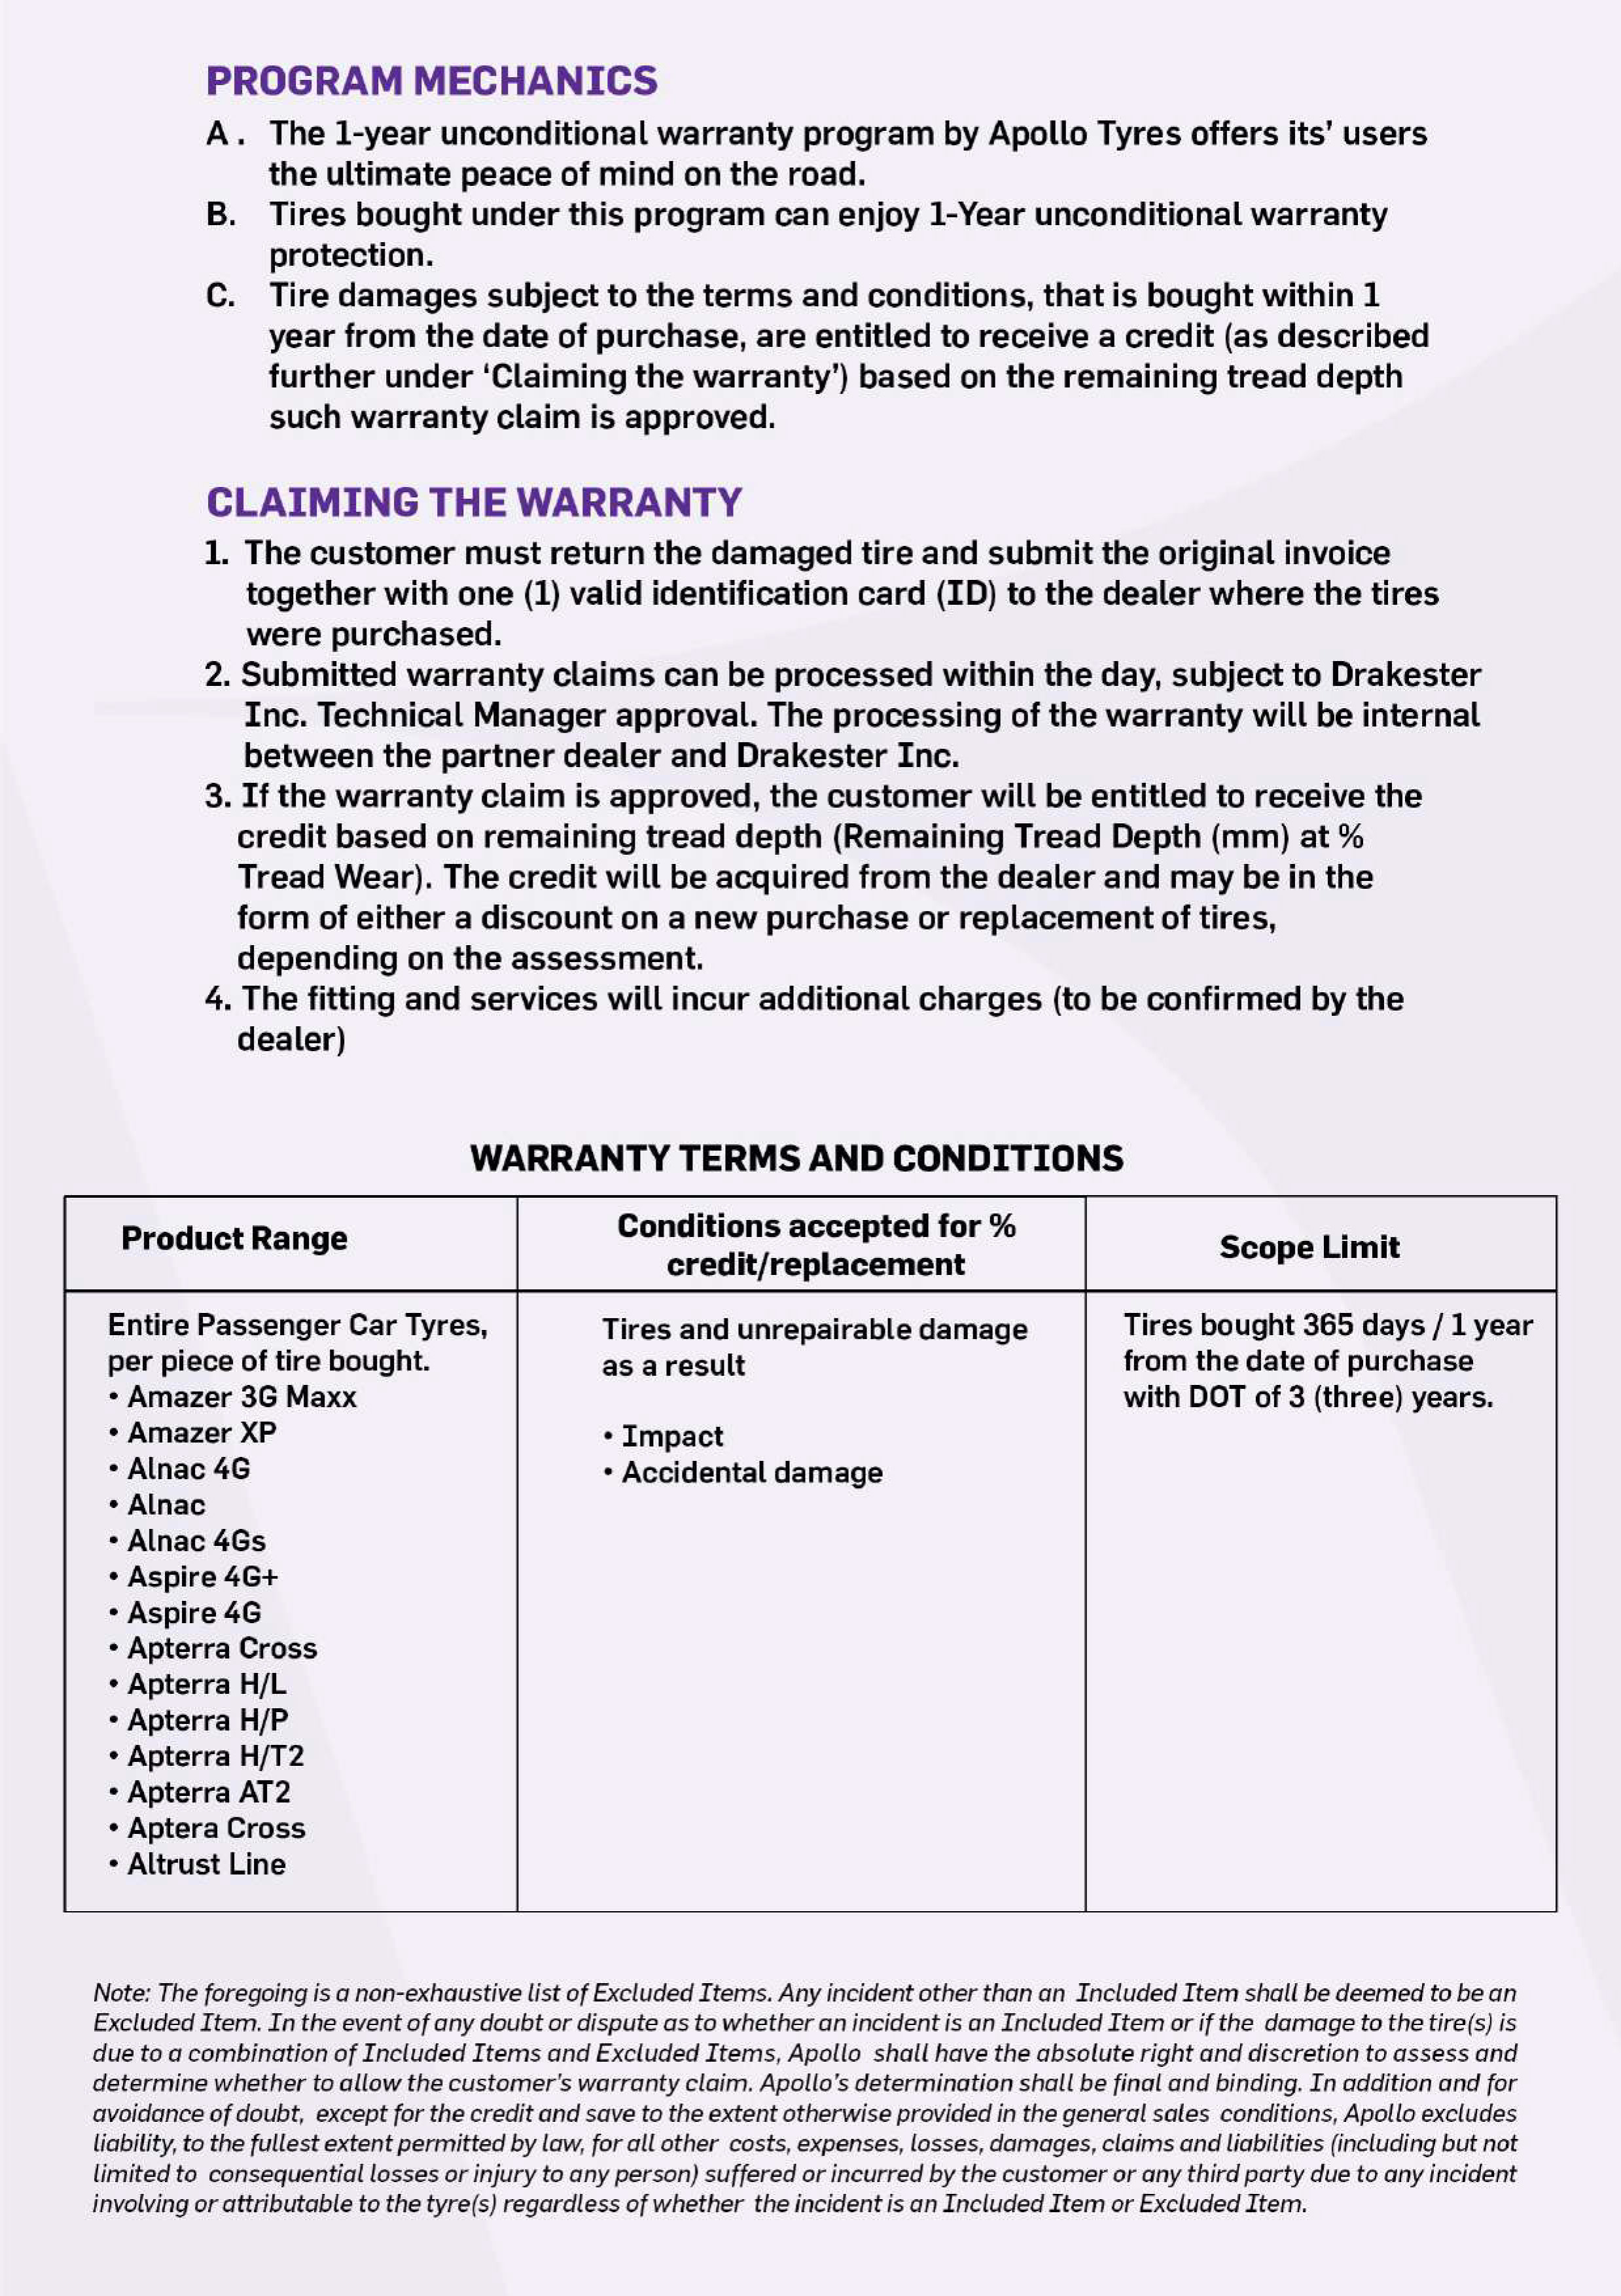 PROGRAM MECHANICS
A. The 1-year unconditional warranty program by Apollo Tyres offers its’ users
the ultimate peace of mind on the road.
B. Tires bought under this program can enjoy 1-Year unconditional warranty
protection.
C. Tire damages subject to the terms and conditions, that is bought within 1
year from the date of purchase, are entitled to receive a credit (as described
further under ‘Claiming the warranty’) based on the remaining tread depth
such warranty claim is approved.
CLAIMING THE WARRANTY
1. The customer must return the damaged tire and submit the original invoice
together with one (1) valid identification card (ID) to the dealer where the tires
were purchased.
2. Submitted warranty claims can be processed within the day, subject to Drakester
Inc. Technical Manager approval. The processing of the warranty will be internal
between the partner dealer and Drakester Inc.
3. If the warranty claim is approved, the customer will be entitled to receive the
credit based on remaining tread depth (Remaining Tread Depth (mm) at %
Tread Wear). The credit will be acquired from the dealer and may be in the
form of either a discount on a new purchase or replacement of tires,
depending on the assessment.
4. The fitting and services will incur additional charges (to be confirmed by the
dealer)
WARRANTY TERMS AND CONDITIONS
Product Range
Conditions accepted for %
credit/replacement
Scope Limit
Entire Passenger Car Tyres,
per piece of tire bought.
• Amazer 3G Maxx
• Amazer XP
• Alnac 4G
• Alnac
• Alnac 4Gs
• Aspire 4G+
• Aspire 4G
• Apterra Cross
• Apterra H/L
• Apterra H/P
• Apterra H/T2
• Apterra AT2
• Aptera Cross
• Altrust Line
Tires and unrepairable damage
as a result
• Impact
• Accidental damage
Tires bought 365 days / 1 year
from the date of purchase
with DOT of 3 (three) years.
Note: The foregoing is a non-exhaustive list of Excluded Items. Any incident other than an Included Item shall be deemed to be an
Excluded Item. In the event of any doubt or dispute as to whether an incident is an Included Item or if the damage to the tire(s) is
due to a combination of Included Items and Excluded Items, Apollo shall have the absolute right and discretion to assess and
determine whether to allow the customer’s warranty claim. Apollo’s determination shall be final and binding. In addition and for
avoidance of doubt, except for the credit and save to the extent otherwise provided in the general sales conditions, Apollo excludes
liability, to the fullest extent permitted by law, for all other costs, expenses, losses, damages, claims and liabilities (including but not
limited to consequential losses or injury to any person) suffered or incurred by the customer or any third party due to any incident
involving or attributable to the tyre(s) regardless of whether the incident is an Included Item or Excluded Item.